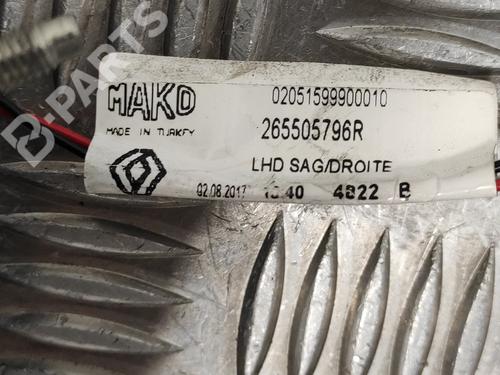 B-PARTS
MAKO
02051599900010
MADE IN TURKEY
265505796R
LHD SAG/DROITE
02.08.2017 4822 B